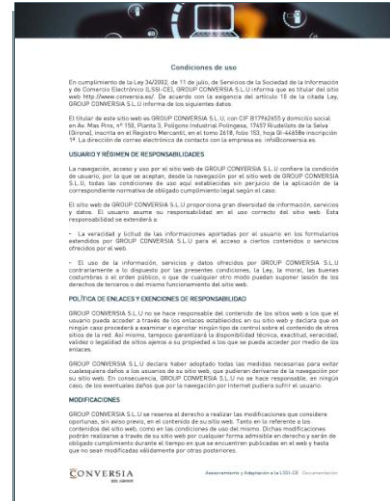 Condiciones de uso
En cumplimiento de la Ley 34/2002, de 11 de julio, de Servicios de la Sociedad de la Información
y de Comercio Electrónico (LSSI-CE), GROUP CONVERSIA S.L.U informa que es titular del sitio
web http://www.conversia.es/. De acuerdo con la exigencia del artículo 10 de la citada Ley,
GROUP CONVERSIA S.L.U informa de los siguientes datos:
El titular de este sitio web es GROUP CONVERSIA S.L.U, con CIF B17962655 y domicilio social
en Av. Mas Pins, nº 150, Planta 3, Polígono Industrial Polingesa, 17457 Riudellots de la Selva
(Girona), inscrita en el Registro Mercantil, en el tomo 2618, folio 153, hoja GI-44658e inscripción
1ª. La dirección de correo electrónico de contacto con la empresa es: info@conversia.es.
USUARIO Y RÉGIMEN DE RESPONSABILIDADES
La navegación, acceso y uso por el sitio web de GROUP CONVERSIA S.L.U confiere la condición
de usuario, por la que se aceptan, desde la navegación por el sitio web de GROUP CONVERSIA
S.L.U, todas las condiciones de uso aquí establecidas sin perjuicio de la aplicación de la
correspondiente normativa de obligado cumplimiento legal según el caso.
El sitio web de GROUP CONVERSIA S.L.U proporciona gran diversidad de información, servicios
y datos. El usuario asume su responsabilidad en el uso correcto del sitio web. Esta
responsabilidad se extenderá a:
- La veracidad y licitud de las informaciones aportadas por el usuario en los formularios
extendidos por GROUP CONVERSIA S.L.U para el acceso a ciertos contenidos o servicios
ofrecidos por el web.
- El uso de la información, servicios y datos ofrecidos por GROUP CONVERSIA S.L.U
contrariamente a lo dispuesto por las presentes condiciones, la Ley, la moral, las buenas
costumbres o el orden público, o que de cualquier otro modo puedan suponer lesión de los
derechos de terceros o del mismo funcionamiento del sitio web.
POLÍTICA DE ENLACES Y EXENCIONES DE RESPONSABILIDAD
GROUP CONVERSIA S.L.U no se hace responsable del contenido de los sitios web a los que el
usuario pueda acceder a través de los enlaces establecidos en su sitio web y declara que en
ningún caso procederá a examinar o ejercitar ningún tipo de control sobre el contenido de otros
sitios de la red. Así mismo, tampoco garantizará la disponibilidad técnica, exactitud, veracidad,
validez o legalidad de sitios ajenos a su propiedad a los que se pueda acceder por medio de los
enlaces.
GROUP CONVERSIA S.L.U declara haber adoptado todas las medidas necesarias para evitar
cualesquiera daños a los usuarios de su sitio web, que pudieran derivarse de la navegación por
su sitio web. En consecuencia, GROUP CONVERSIA S.L.U no se hace responsable, en ningún
caso, de los eventuales daños que por la navegación por Internet pudiera sufrir el usuario.
MODIFICACIONES
GROUP CONVERSIA S.L.U se reserva el derecho a realizar las modificaciones que considere
oportunas, sin aviso previo, en el contenido de su sitio web. Tanto en lo referente a los
contenidos del sitio web, como en las condiciones de uso del mismo. Dichas modificaciones
podrán realizarse a través de su sitio web por cualquier forma admisible en derecho y serán de
obligado cumplimiento durante el tiempo en que se encuentren publicadas en el web y hasta
que no sean modificadas válidamente por otras posteriores.
CONVERSIA
Asesoramiento y Adaptación a la LSSI-CE Documentación